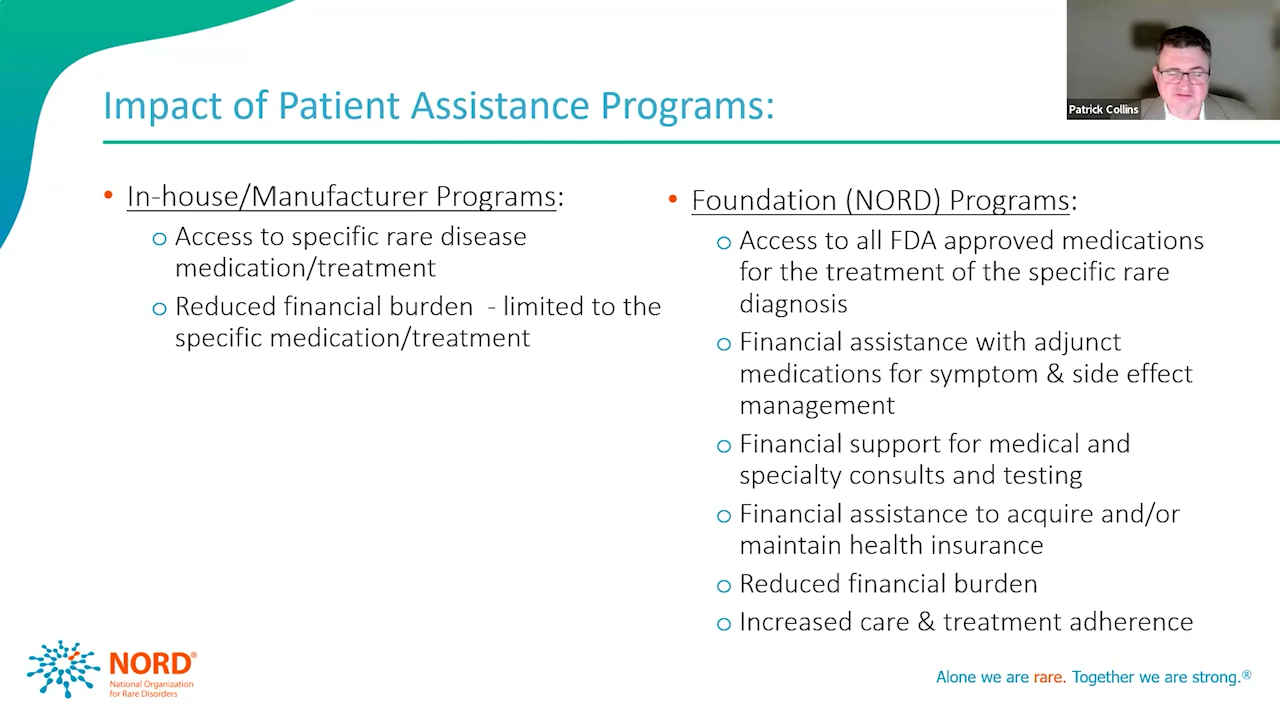 Patrick Collins
Impact of Patient Assistance Programs:
• In-house/Manufacturer Programs:
o Access to specific rare disease
medication/treatment
o Reduced financial burden - limited to the
specific medication/treatment
• Foundation (NORD) Programs:
o Access to all FDA approved medications
for the treatment of the specific rare
diagnosis
o Financial assistance with adjunct
medications for symptom & side effect
management
o Financial support for medical and
specialty consults and testing
o Financial assistance to acquire and/or
maintain health insurance
o Reduced financial burden
o Increased care & treatment adherence
NORD®
National Organization
for Rare Disorders
Alone we are rare. Together we are strong.®